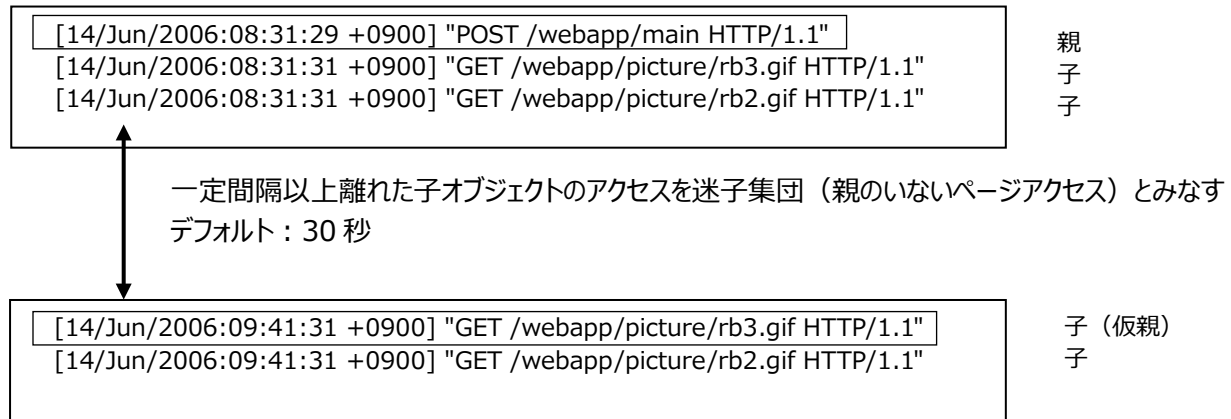 [14/Jun/2006:08:31:29 +0900] "POST /webapp/main HTTP/1.1" 親
[14/Jun/2006:08:31:31 +0900] "GET /webapp/picture/rb3.gif HTTP/1.1" 子
[14/Jun/2006:08:31:31 +0900] "GET /webapp/picture/rb2.gif HTTP/1.1" 子
一定間隔以上離れた子オブジェクトのアクセスを迷子集団（親のいないページアクセス）とみなす
デフォルト：30 秒
[14/Jun/2006:09:41:31 +0900] "GET /webapp/picture/rb3.gif HTTP/1.1" 子（仮親）
[14/Jun/2006:09:41:31 +0900] "GET /webapp/picture/rb2.gif HTTP/1.1" 子